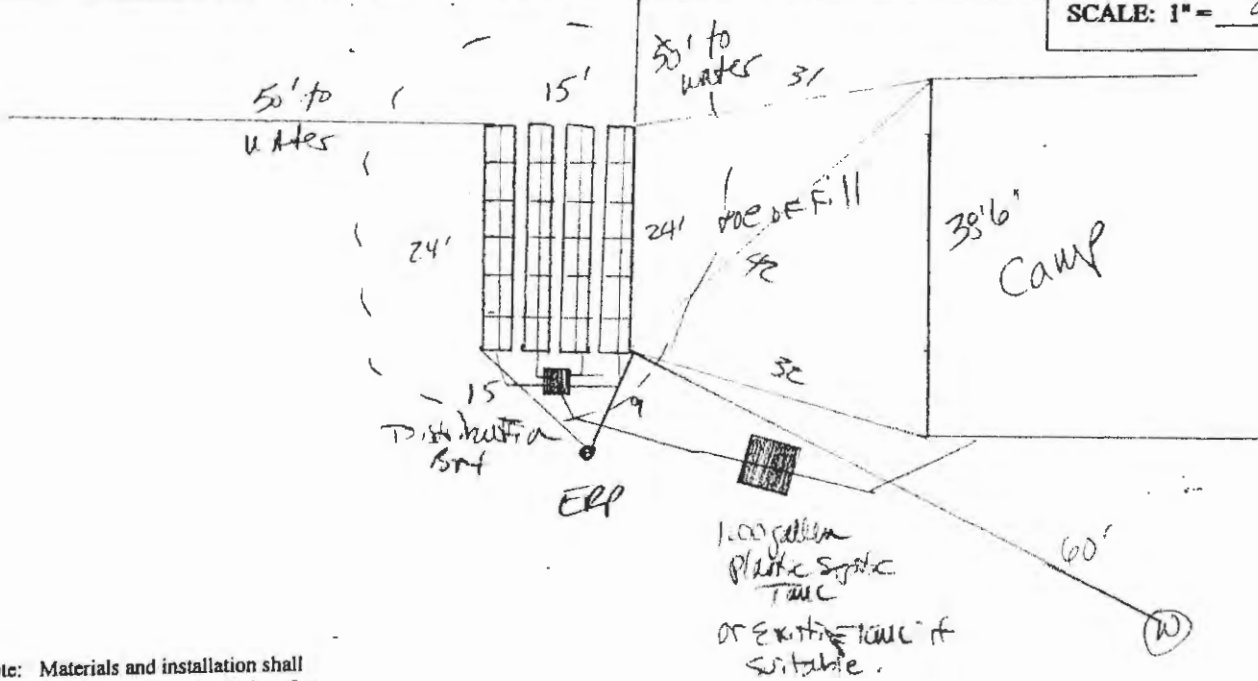 SCALE: 1" =
50' to
water
15'
50' to
water
31
24'
24'
toe of Fill
42
38'6"
Camp
15
9
32
Distribution
Box
ERP
gallon
Plastic Septic
Tank
or Existing Tank if
suitable.
60'
W
te: Materials and installation shall